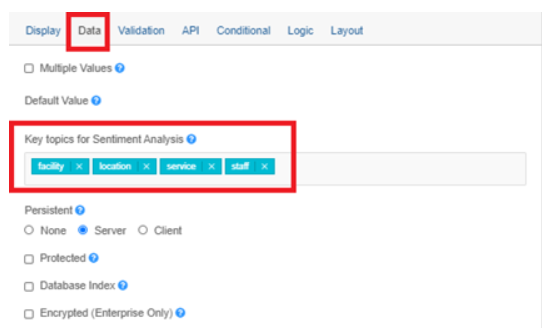 Display Data Validation API Conditional Logic Layout
Multiple Values
Default Value
Key topics for Sentiment Analysis
facility × location × service × staff ×
Persistent
None Server Client
Protected
Database Index
Encrypted (Enterprise Only)